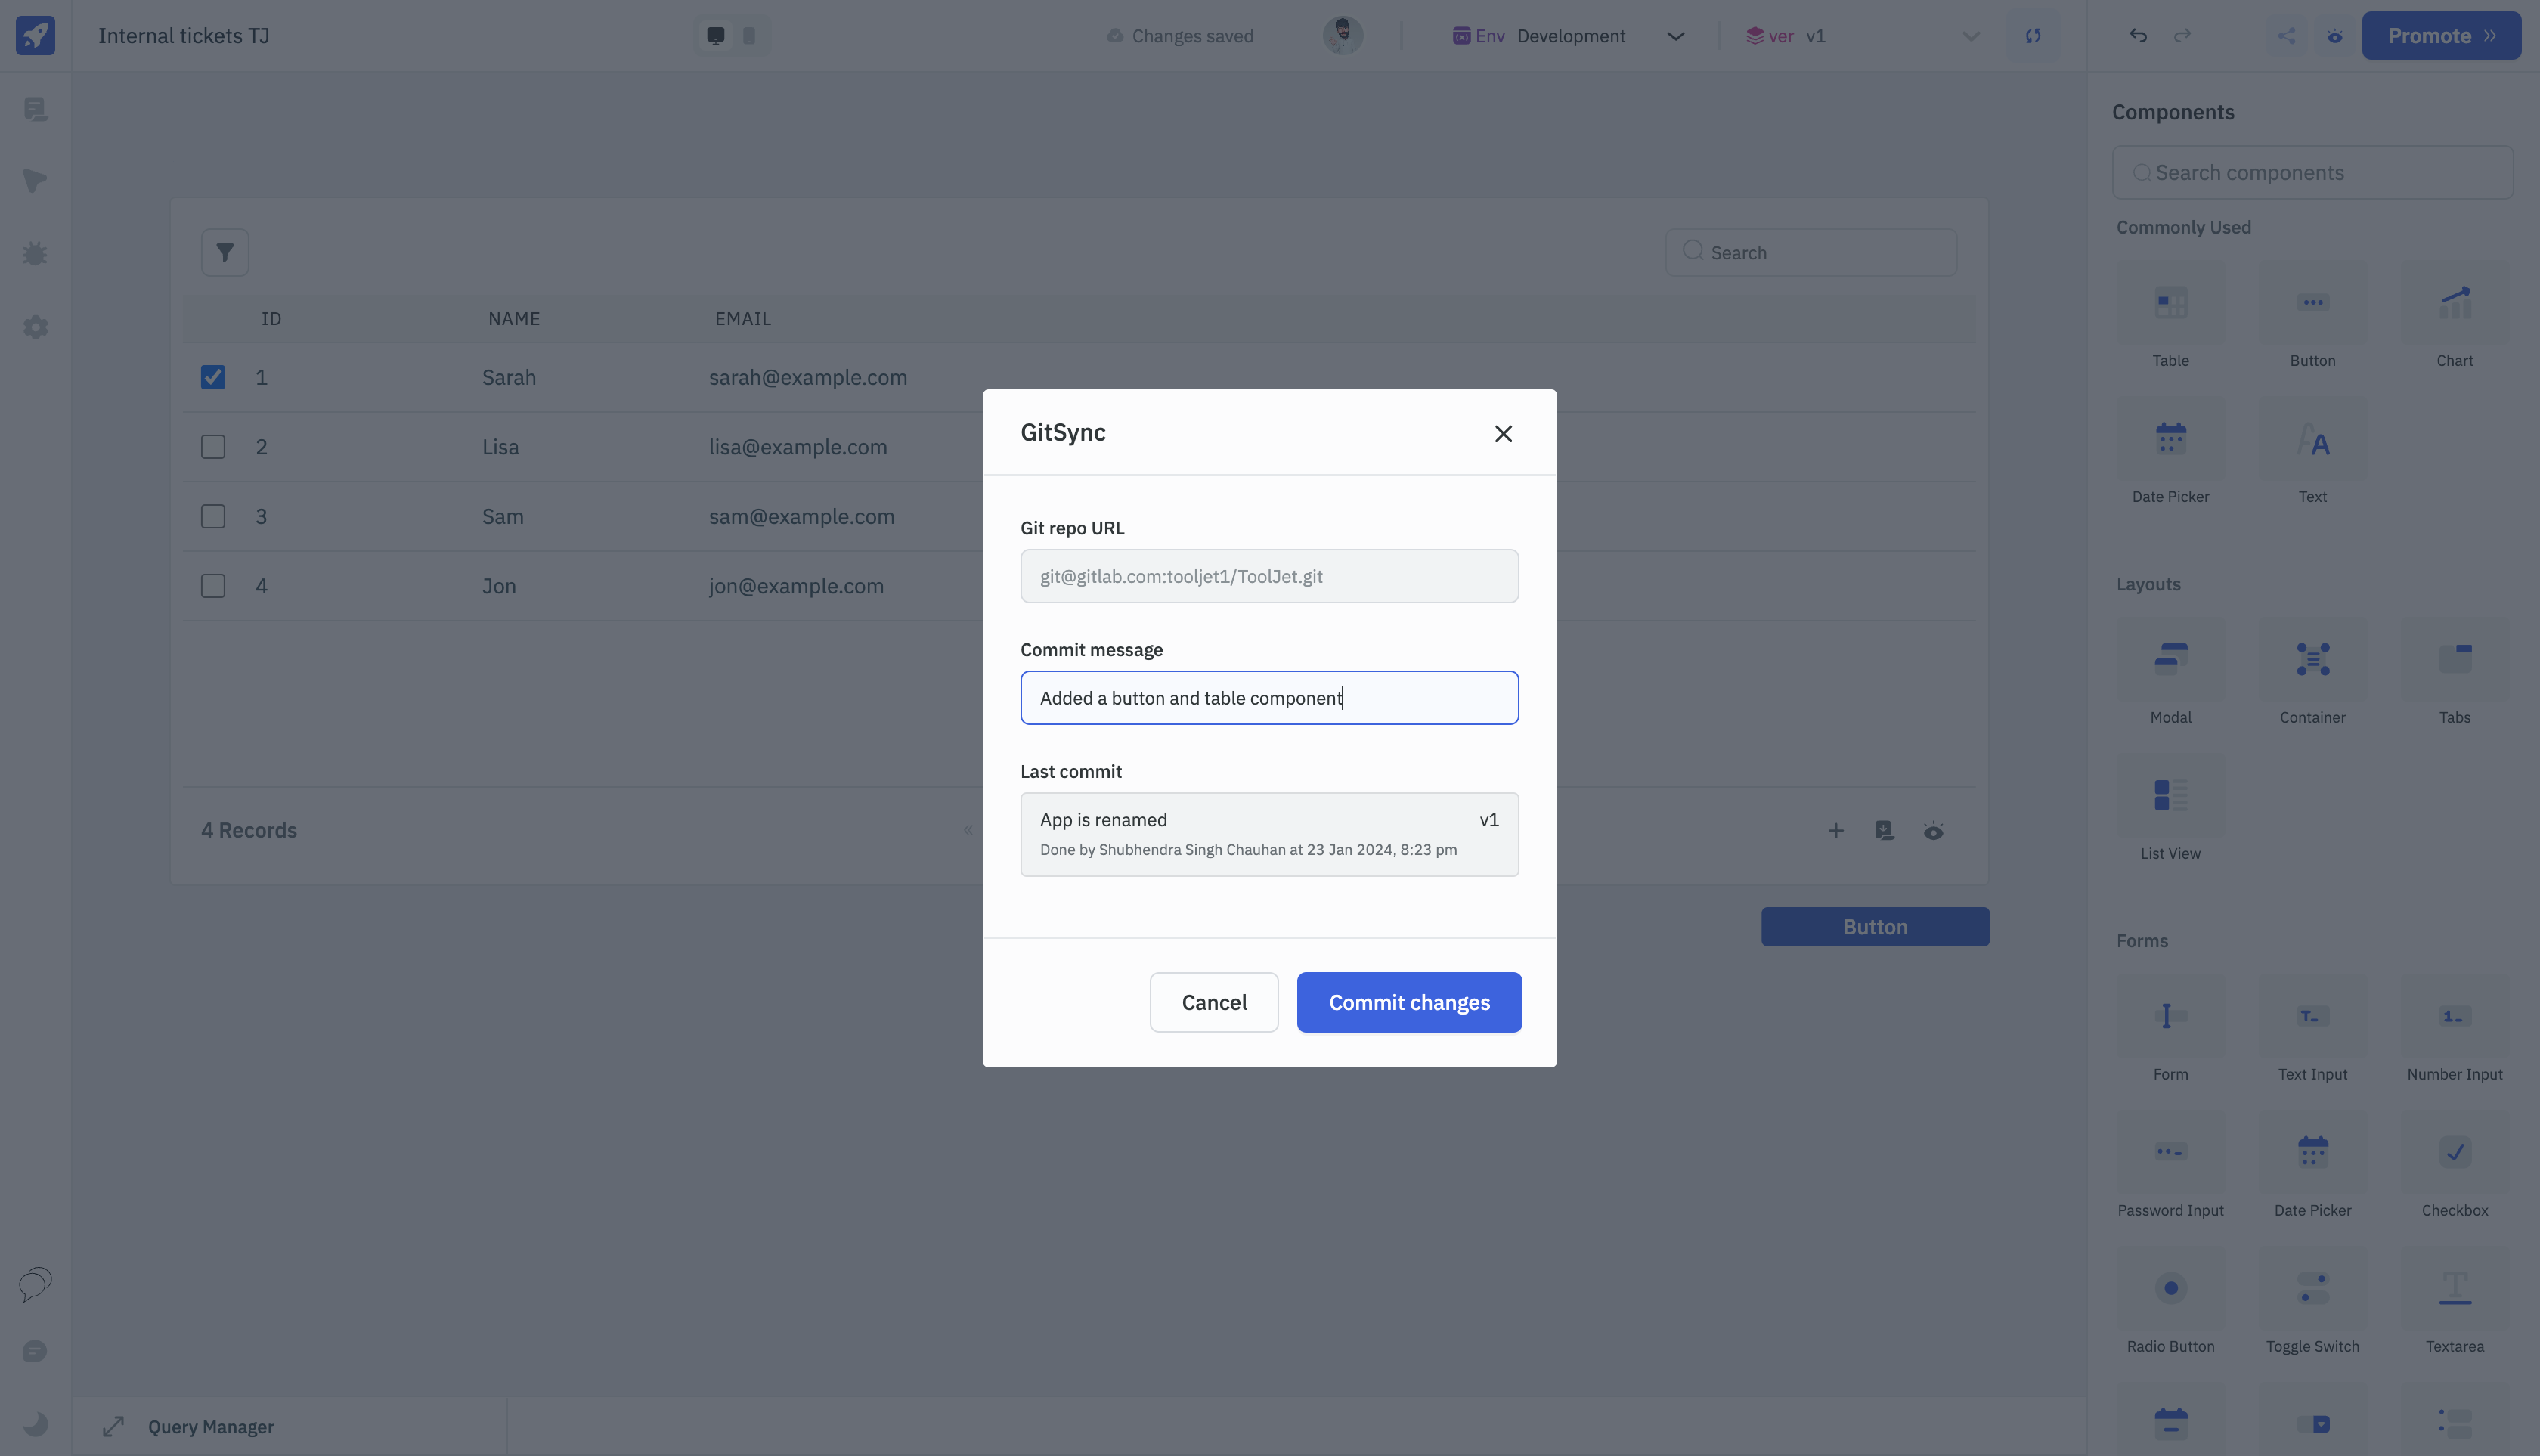 Internal tickets TJ
Changes saved
Env Development
ver v1
Promote
Components
Search components
Commonly Used
Table Button Chart
Date Picker Text
Layouts
Modal Container Tabs
List View
Forms
Form Text Input Number Input
Password Input Date Picker Checkbox
Radio Button Toggle Switch Textarea
Search
ID NAME EMAIL
1 Sarah sarah@example.com
2 Lisa lisa@example.com
3 Sam sam@example.com
4 Jon jon@example.com
4 Records
Button
GitSync
Git repo URL
git@gitlab.com:tooljet1/ToolJet.git
Commit message
Added a button and table component
Last commit
App is renamed v1
Done by Shubhendra Singh Chauhan at 23 Jan 2024, 8:23 pm
Cancel Commit changes
Query Manager